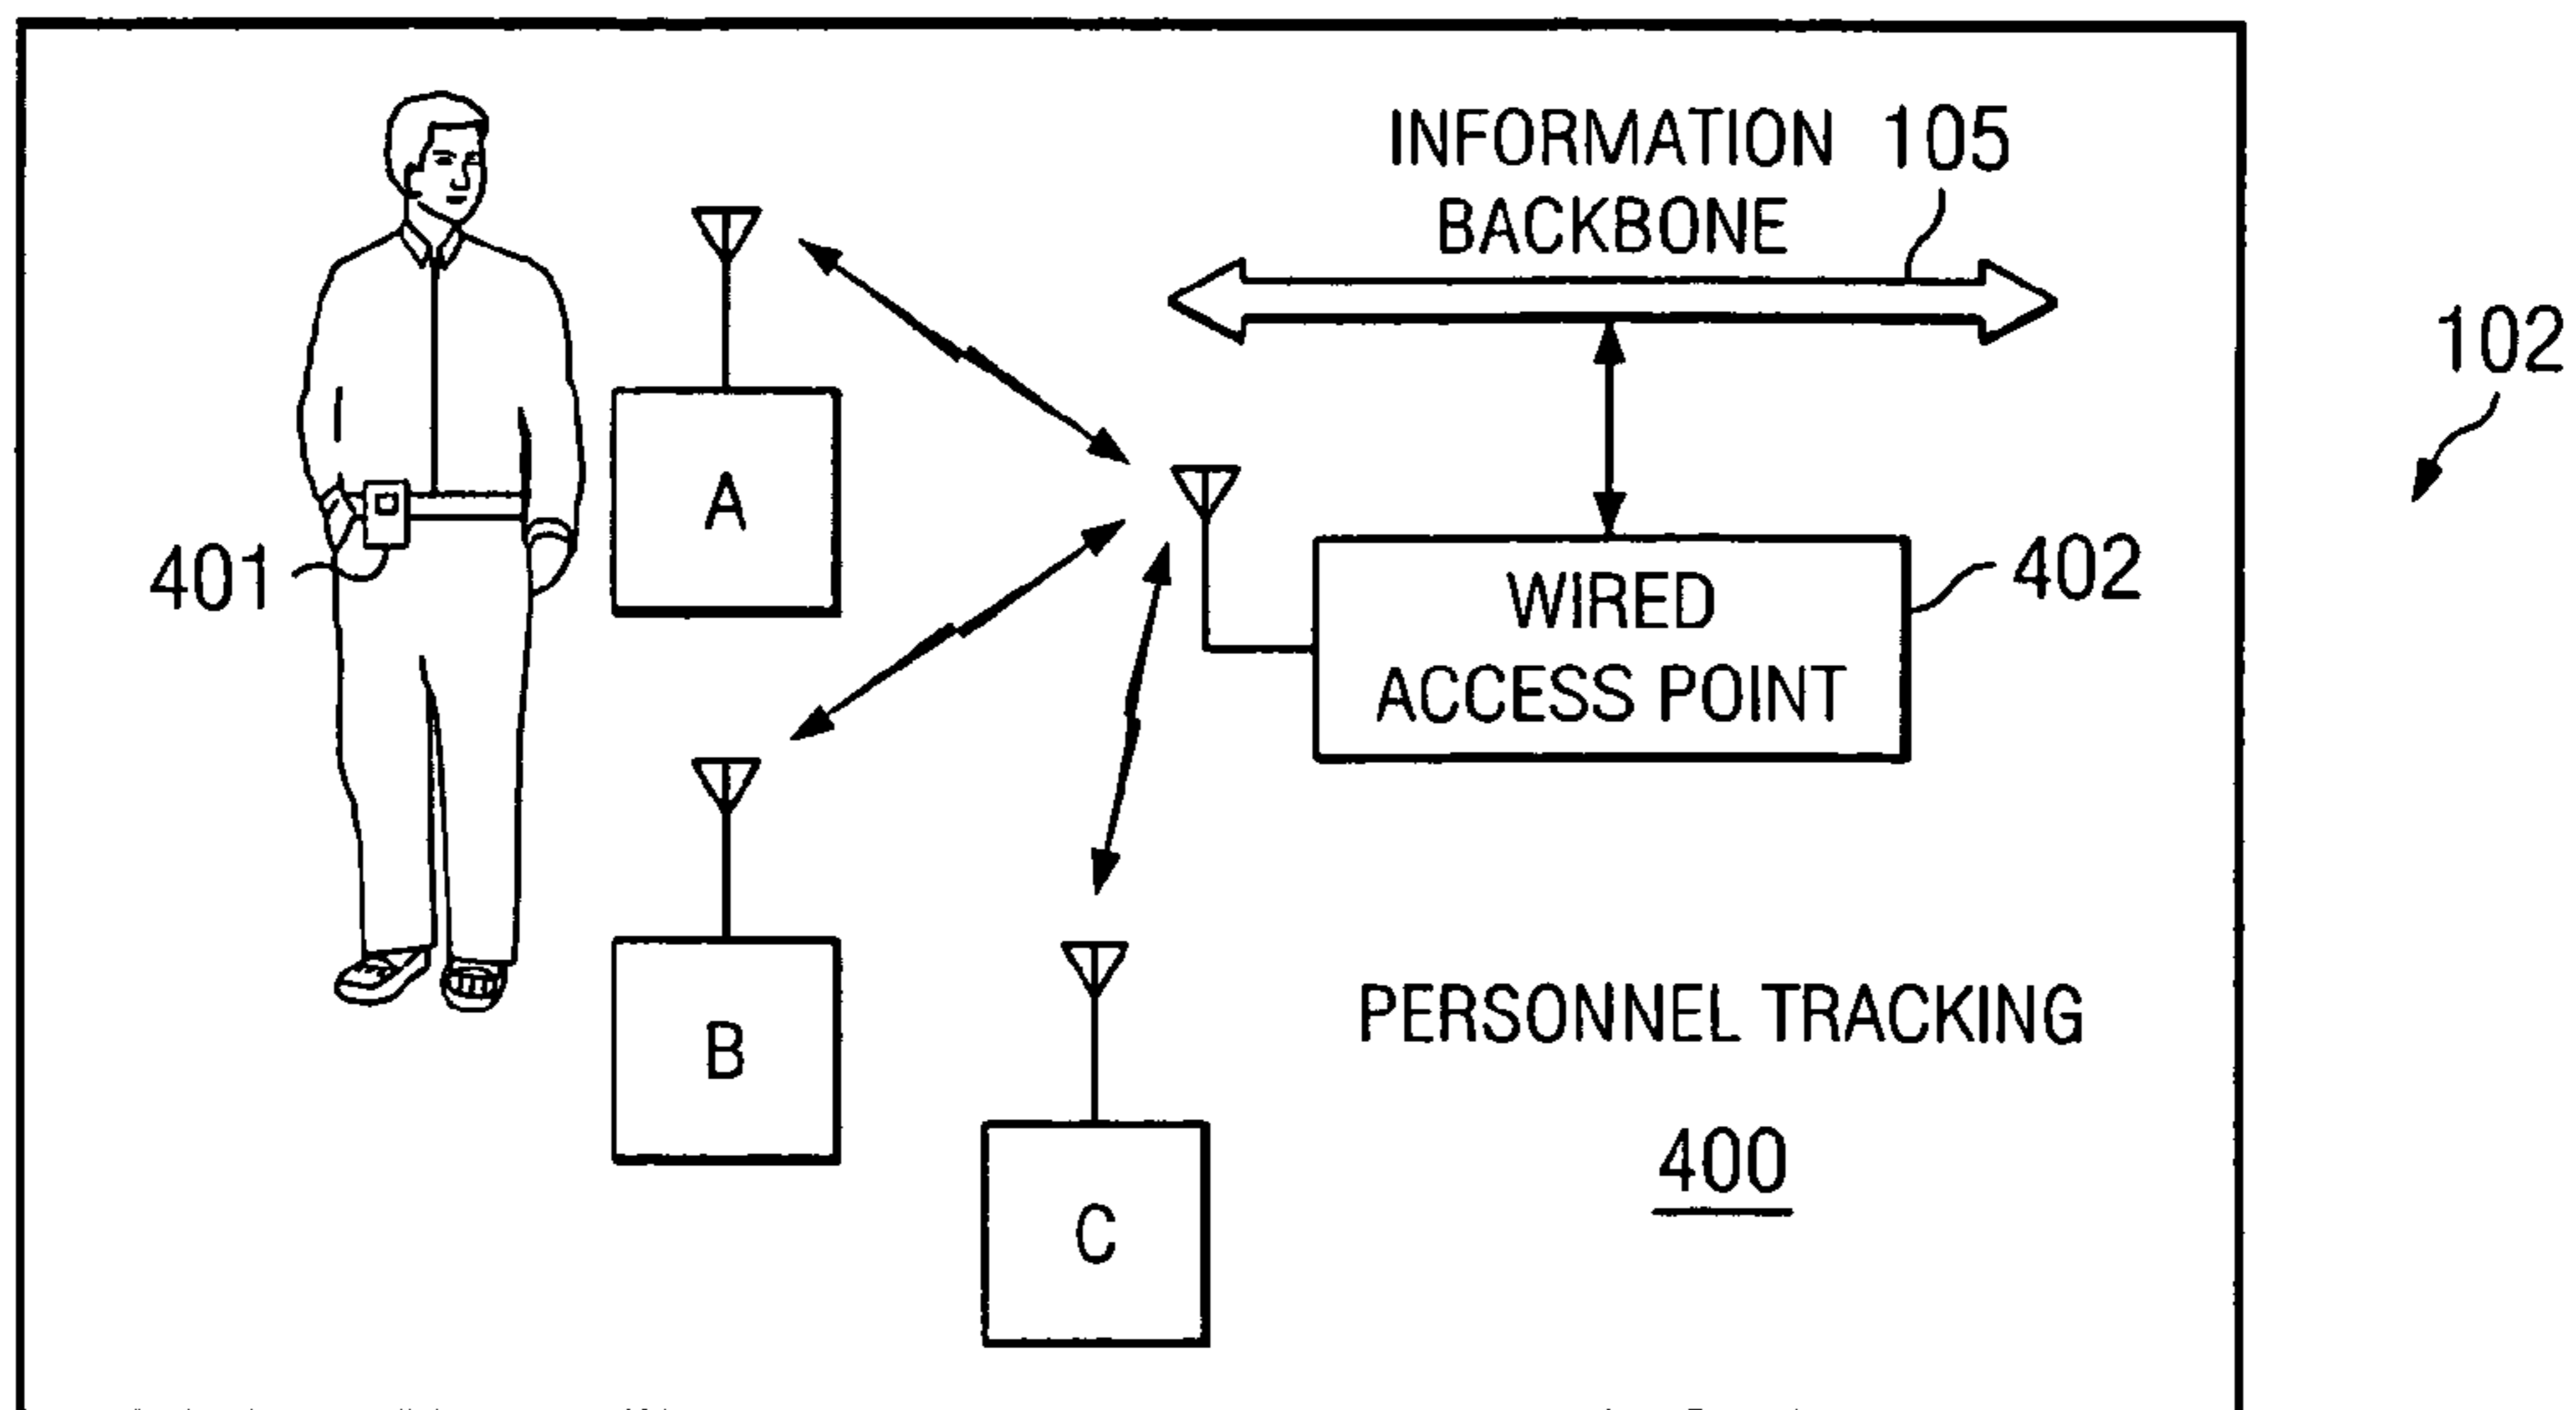 INFORMATION 105
BACKBONE
102
A
401
WIRED
ACCESS POINT
402
B
PERSONNEL TRACKING
400
C